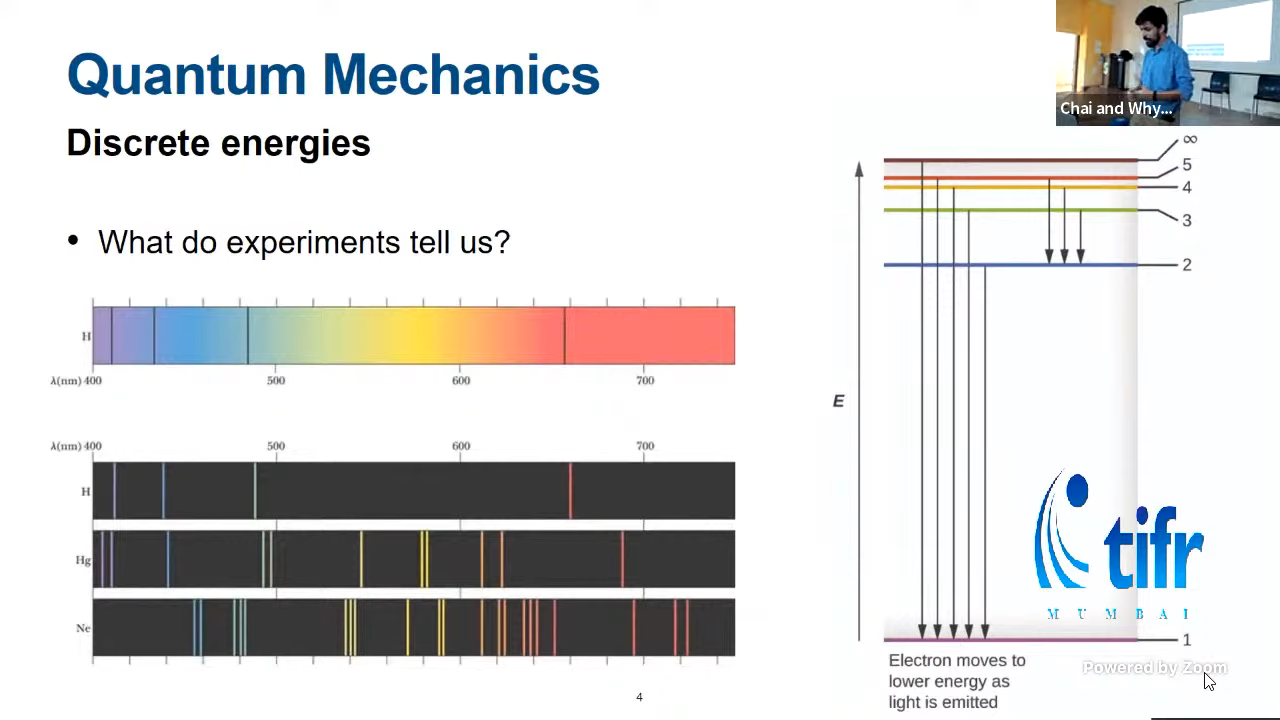 Quantum Mechanics
Discrete energies
• What do experiments tell us?
H
λ(nm) 400 500 600 700
λ(nm) 400 500 600 700
H
Hg
Ne
4
Chai and Why...
∞
5
4
3
2
E
1
tifr
MUMBAI
Electron moves to
lower energy as
light is emitted
Powered by Zoom